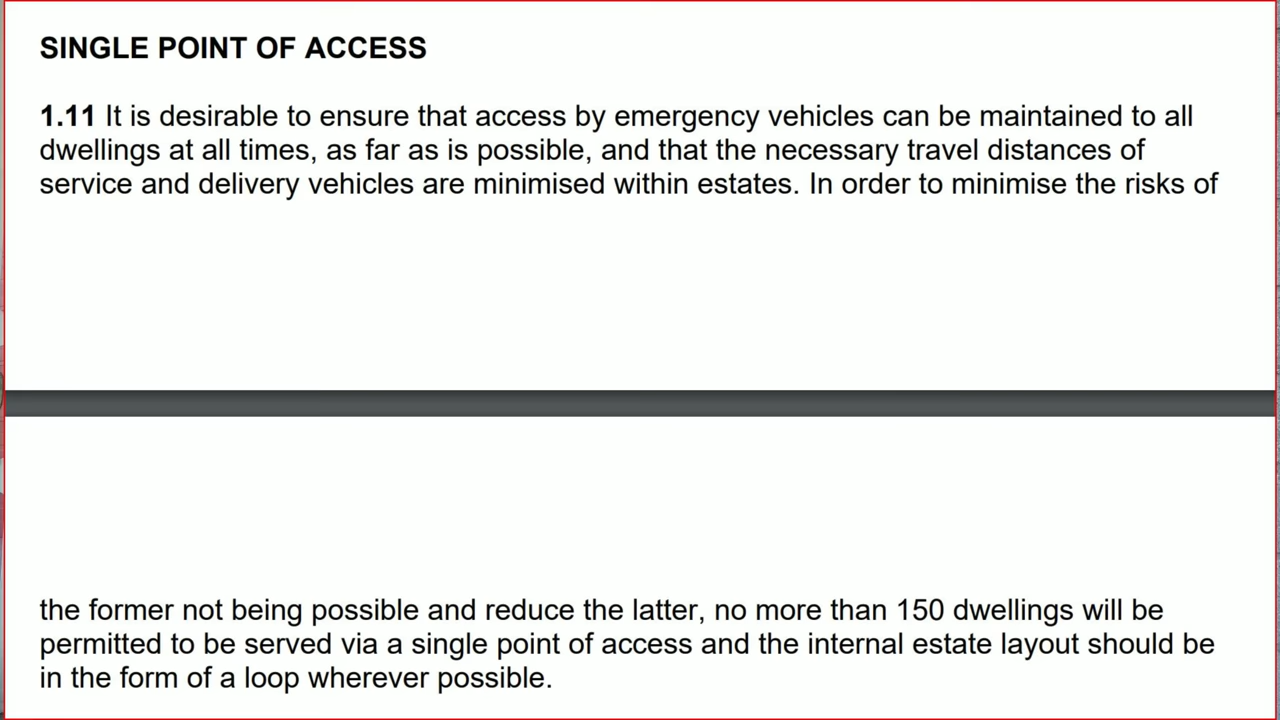 SINGLE POINT OF ACCESS
1.11 It is desirable to ensure that access by emergency vehicles can be maintained to all
dwellings at all times, as far as is possible, and that the necessary travel distances of
service and delivery vehicles are minimised within estates. In order to minimise the risks of
the former not being possible and reduce the latter, no more than 150 dwellings will be
permitted to be served via a single point of access and the internal estate layout should be
in the form of a loop wherever possible.